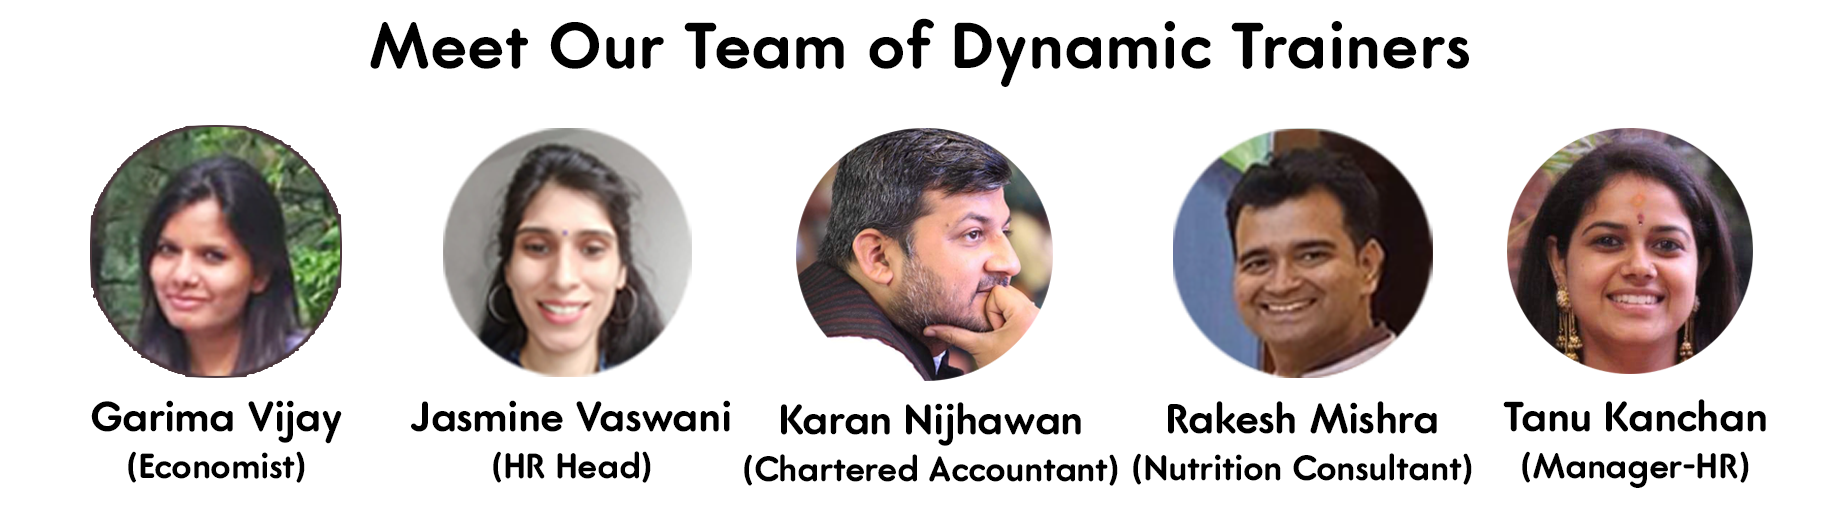 Meet Our Team of Dynamic Trainers
Garima Vijay
(Economist)
Jasmine Vaswani
(HR Head)
Karan Nijhawan
(Chartered Accountant)
Rakesh Mishra
(Nutrition Consultant)
Tanu Kanchan
(Manager-HR)